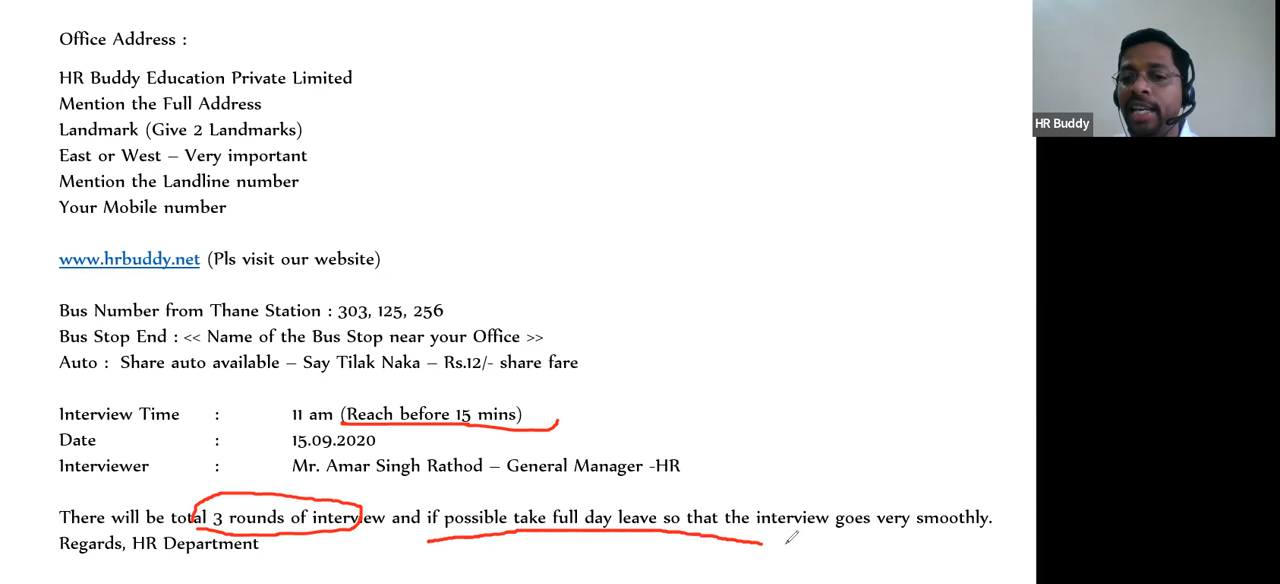 Office Address :
HR Buddy Education Private Limited
Mention the Full Address
Landmark (Give 2 Landmarks)
East or West – Very important
Mention the Landline number
Your Mobile number
www.hrbuddy.net (Pls visit our website)
Bus Number from Thane Station : 303, 125, 256
Bus Stop End : << Name of the Bus Stop near your Office >>
Auto : Share auto available – Say Tilak Naka – Rs.12/- share fare
Interview Time : 11 am (Reach before 15 mins)
Date : 15.09.2020
Interviewer : Mr. Amar Singh Rathod – General Manager -HR
There will be total 3 rounds of interview and if possible take full day leave so that the interview goes very smoothly.
Regards, HR Department
HR Buddy